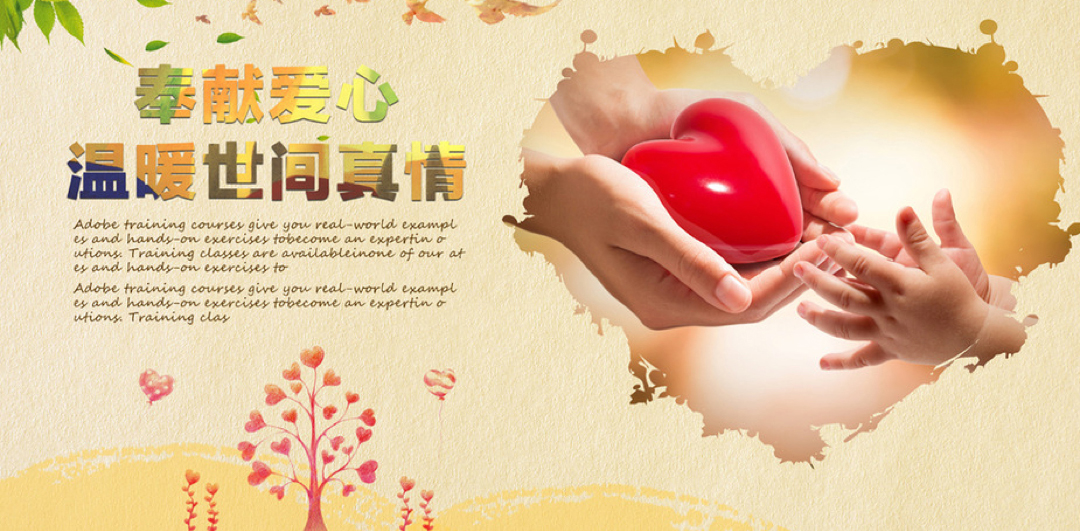 奉献爱心
温暖世间真情
Adobe training courses give you real-world exampl
es and hands-on exercises tobecome an expertin o
utions. Training classes are availableinone of our at
es and hands-on exercises to
Adobe training courses give you real-world exampl
es and hands-on exercises tobecome an expertin o
utions. Training clas